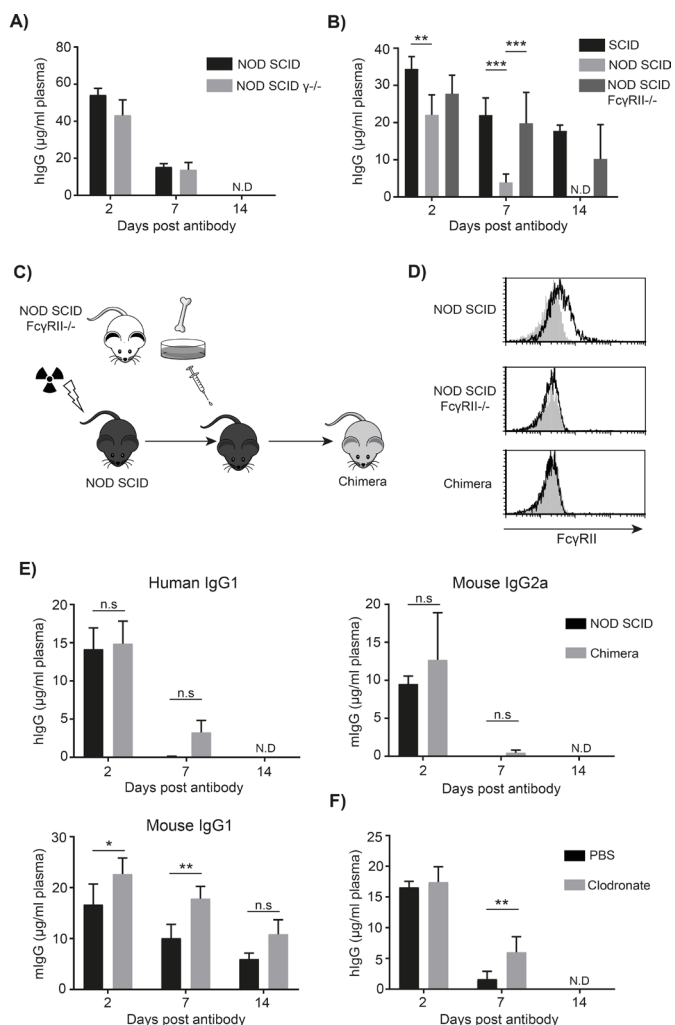 A)
hIgG (µg/ml plasma)
60
40
20
0
2
7
14
N.D
Days post antibody
NOD SCID
NOD SCID γ-/-
B)
hIgG (µg/ml plasma)
40
30
20
10
0
**
***
***
N.D
2
7
14
Days post antibody
SCID
NOD SCID
NOD SCID
FcγRII-/-
C)
NOD SCID
FcγRII-/-
NOD SCID
Chimera
D)
NOD SCID
NOD SCID
FcγRII-/-
Chimera
FcγRII
E)
Human IgG1
hIgG (µg/ml plasma)
20
15
10
5
0
n.s
n.s
N.D
2
7
14
Days post antibody
Mouse IgG2a
mIgG (µg/ml plasma)
20
15
10
5
0
n.s
n.s
N.D
2
7
14
Days post antibody
NOD SCID
Chimera
Mouse IgG1
mIgG (µg/ml plasma)
30
20
10
0
*
**
n.s
2
7
14
Days post antibody
F)
hIgG (µg/ml plasma)
25
20
15
10
5
0
**
N.D
2
7
14
Days post antibody
PBS
Clodronate